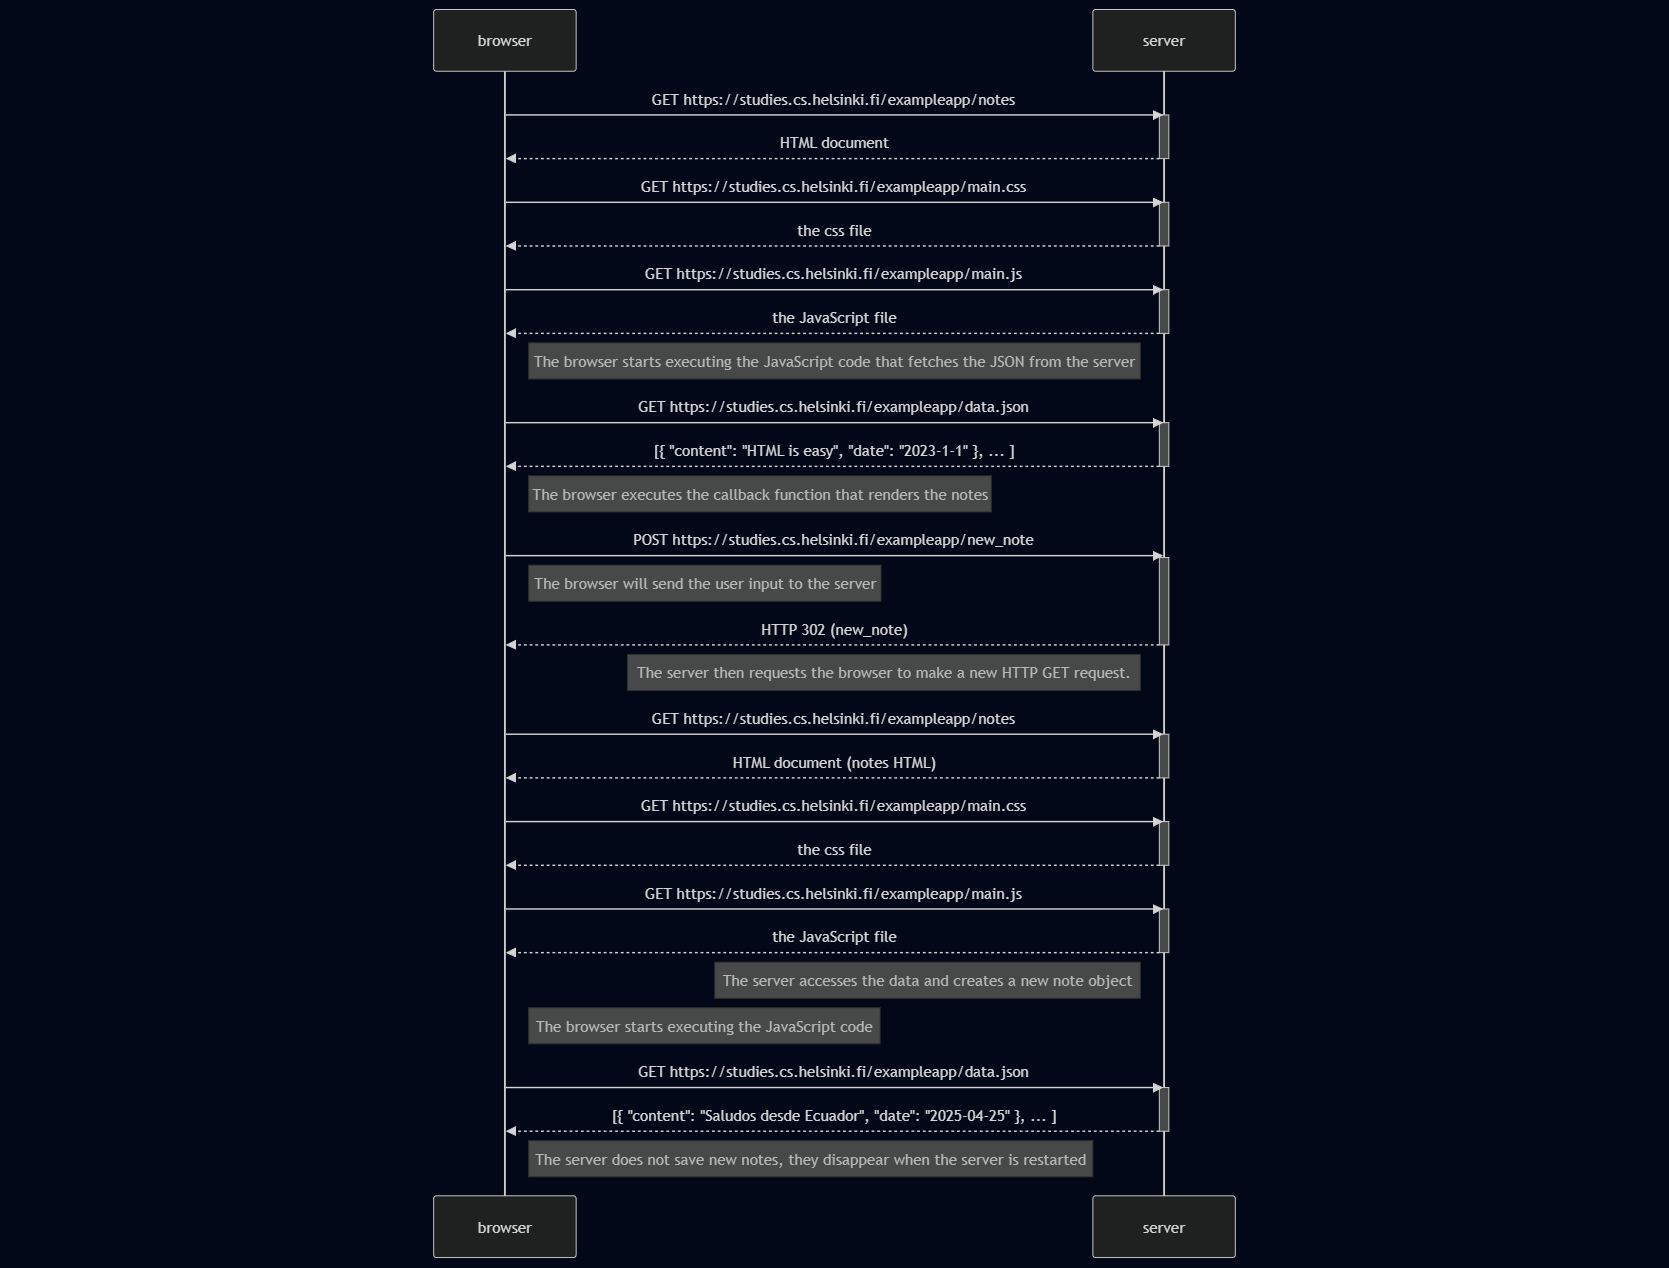 browser
server
GET https://studies.cs.helsinki.fi/exampleapp/notes
HTML document
GET https://studies.cs.helsinki.fi/exampleapp/main.css
the css file
GET https://studies.cs.helsinki.fi/exampleapp/main.js
the JavaScript file
The browser starts executing the JavaScript code that fetches the JSON from the server
GET https://studies.cs.helsinki.fi/exampleapp/data.json
[{ "content": "HTML is easy", "date": "2023-1-1" }, ... ]
The browser executes the callback function that renders the notes
POST https://studies.cs.helsinki.fi/exampleapp/new_note
The browser will send the user input to the server
HTTP 302 (new_note)
The server then requests the browser to make a new HTTP GET request.
GET https://studies.cs.helsinki.fi/exampleapp/notes
HTML document (notes HTML)
GET https://studies.cs.helsinki.fi/exampleapp/main.css
the css file
GET https://studies.cs.helsinki.fi/exampleapp/main.js
the JavaScript file
The server accesses the data and creates a new note object
The browser starts executing the JavaScript code
GET https://studies.cs.helsinki.fi/exampleapp/data.json
[{ "content": "Saludos desde Ecuador", "date": "2025-04-25" }, ... ]
The server does not save new notes, they disappear when the server is restarted
browser
server